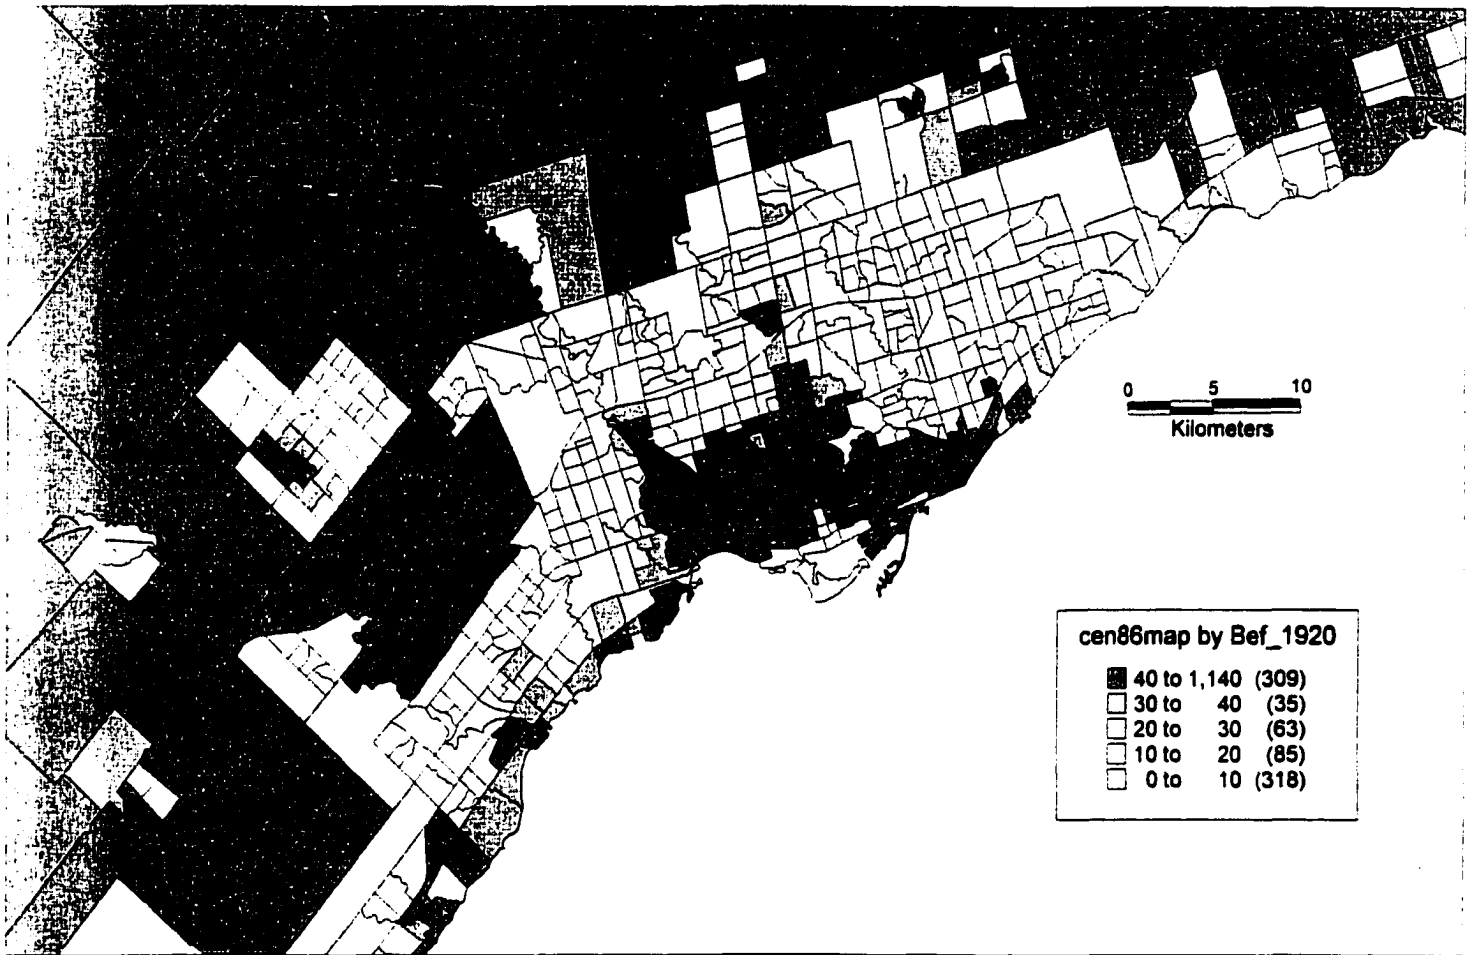 0 5 10
Kilometers
cen86map by Bef_1920
40 to 1,140 (309)
30 to 40 (35)
20 to 30 (63)
10 to 20 (85)
0 to 10 (318)